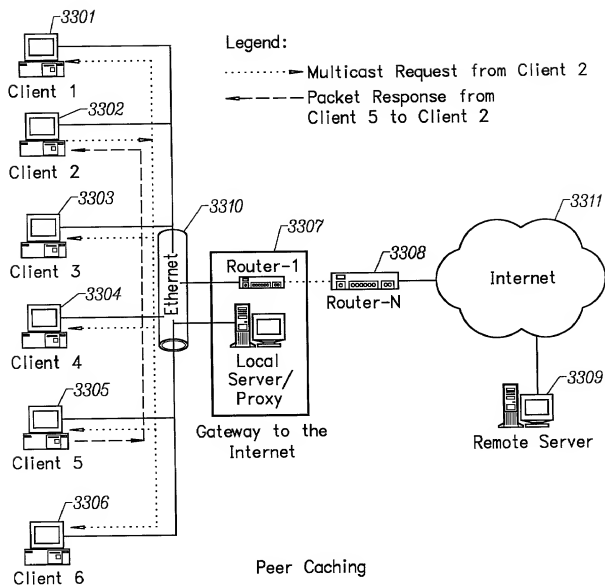 3301
Client 1
3302
Client 2
3303
Client 3
3304
Client 4
3305
Client 5
3306
Client 6
Legend:
Multicast Request from Client 2
Packet Response from
Client 5 to Client 2
3310
Ethernet
3307
Router-1
Local
Server/
Proxy
Gateway to the
Internet
3308
Router-N
3311
Internet
3309
Remote Server
Peer Caching